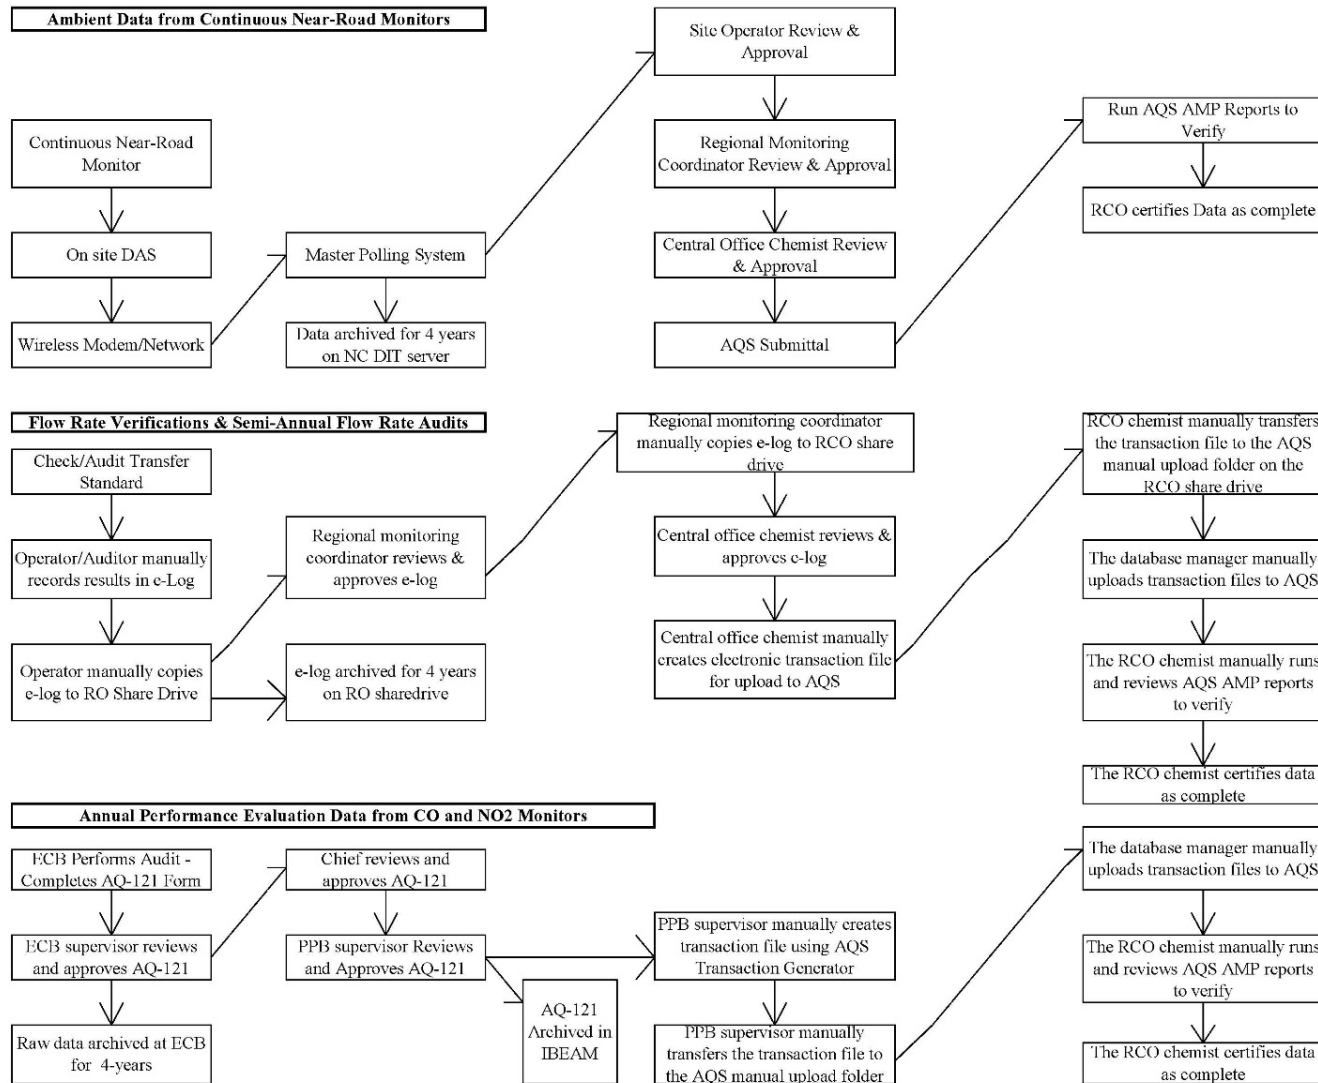 Ambient Data from Continuous Near-Road Monitors
Continuous Near-Road
Monitor
On site DAS
Wireless Modem/Network
Master Polling System
Data archived for 4 years
on NC DIT server
Site Operator Review &
Approval
Regional Monitoring
Coordinator Review & Approval
Central Office Chemist Review
& Approval
AQS Submittal
Run AQS AMP Reports to
Verify
RCO certifies Data as complete
Flow Rate Verifications & Semi-Annual Flow Rate Audits
Check/Audit Transfer
Standard
Operator/Auditor manually
records results in e-Log
Operator manually copies
e-log to RO Share Drive
Regional monitoring
coordinator reviews &
approves e-log
e-log archived for 4 years
on RO sharedrive
Regional monitoring coordinator
manually copies e-log to RCO share
drive
Central office chemist reviews &
approves e-log
Central office chemist manually
creates electronic transaction file
for upload to AQS
RCO chemist manually transfers
the transaction file to the AQS
manual upload folder on the
RCO share drive
The database manager manually
uploads transaction files to AQS
The RCO chemist manually runs
and reviews AQS AMP reports
to verify
The RCO chemist certifies data
as complete
Annual Performance Evaluation Data from CO and NO2 Monitors
ECB Performs Audit -
Completes AQ-121 Form
ECB supervisor reviews
and approves AQ-121
Raw data archived at ECB
for 4-years
Chief reviews and
approves AQ-121
PPB supervisor Reviews
and Approves AQ-121
AQ-121
Archived in
IBEAM
PPB supervisor manually creates
transaction file using AQS
Transaction Generator
PPB supervisor manually
transfers the transaction file to
the AQS manual upload folder
The database manager manually
uploads transaction files to AQS
The RCO chemist manually runs
and reviews AQS AMP reports
to verify
The RCO chemist certifies data
as complete